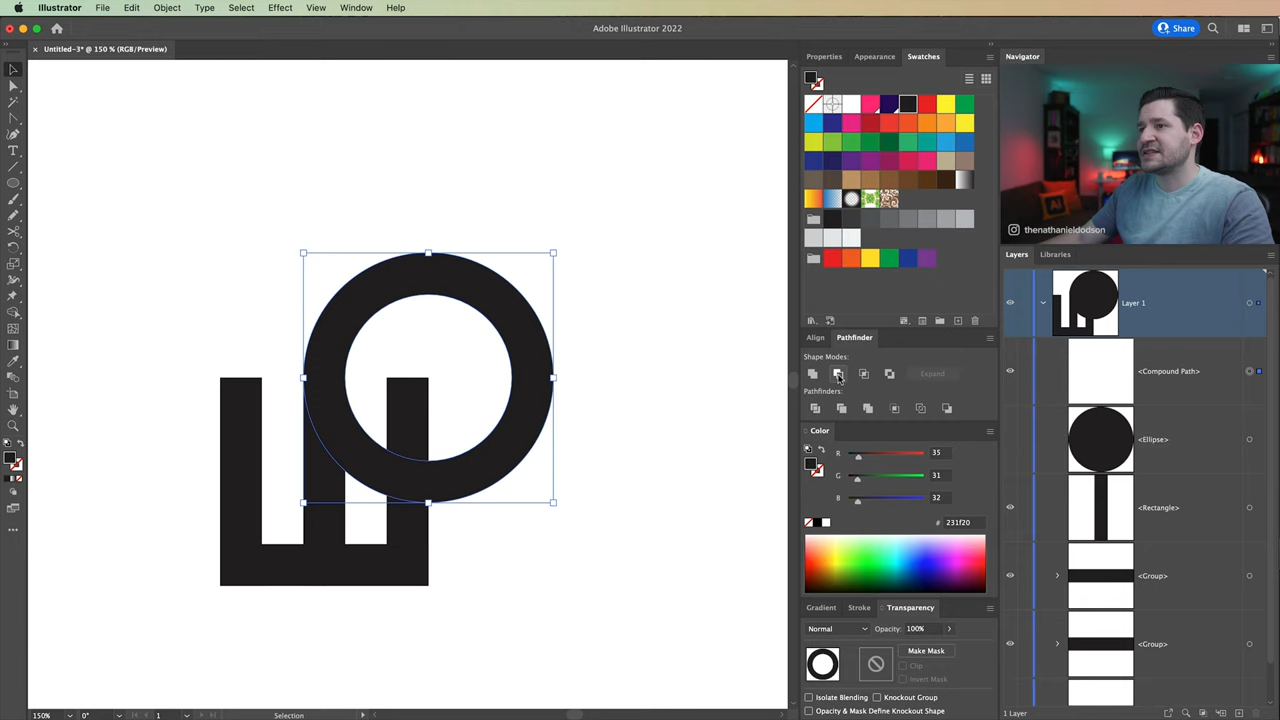 Illustrator File Edit Object Type Select Effect View Window Help
Adobe Illustrator 2022
Share
× Untitled-3* @ 150 % (RGB/Preview)
Properties Appearance Swatches
Navigator
thenathanieldodson
Layers Libraries
Layer 1
<Compound Path>
<Ellipse>
<Rectangle>
<Group>
<Group>
Align Pathfinder
Shape Modes:
Expand
Pathfinders:
Color
R 35
G 31
B 32
# 231f20
Gradient Stroke Transparency
Normal Opacity: 100%
Make Mask
Clip
Invert Mask
Isolate Blending Knockout Group
Opacity & Mask Define Knockout Shape
150% 0° 1 Selection
1 Layer